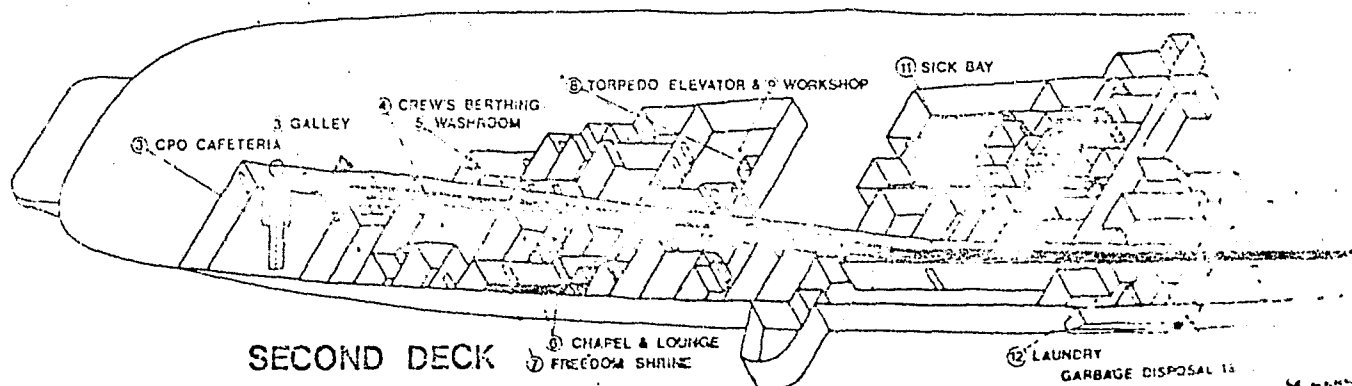 ⑪ SICK BAY
⑧ TORPEDO ELEVATOR & 9 WORKSHOP
④ CREW'S BERTHING
5 WASHROOM
3 GALLEY
③ CPO CAFETERIA
⑥ CHAPEL & LOUNGE
⑦ FREEDOM SHRINE
SECOND DECK
⑫ LAUNDRY
GARBAGE DISPOSAL 13